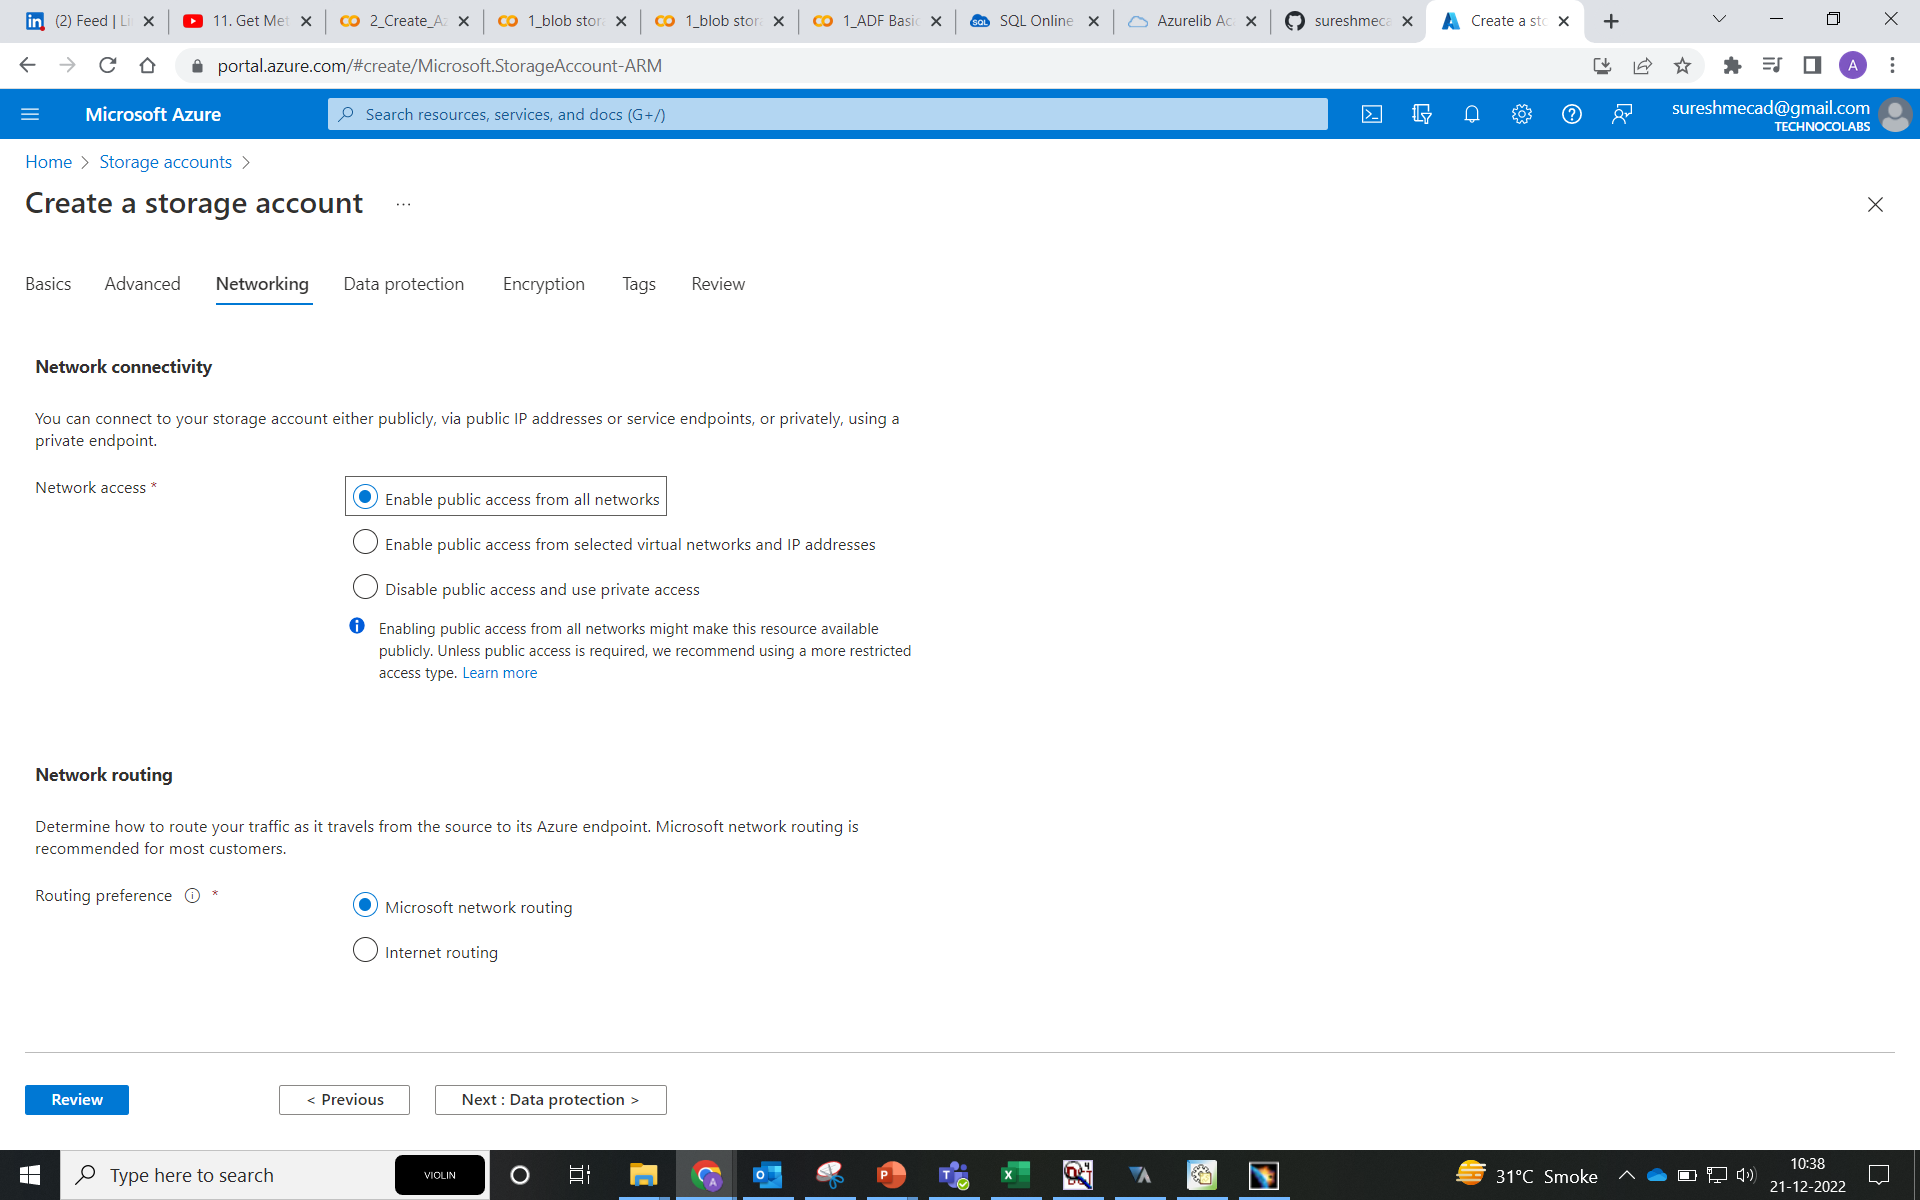 (2) Feed | Li
11. Get Met
2_Create_Az
1_blob stora
1_blob stora
1_ADF Basic
SQL Online
Azurelib Aca
sureshmeca
Create a sto
portal.azure.com/#create/Microsoft.StorageAccount-ARM
A
Microsoft Azure
Search resources, services, and docs (G+/)
sureshmecad@gmail.com
TECHNOCOLABS
Home > Storage accounts >
Create a storage account ...
Basics
Advanced
Networking
Data protection
Encryption
Tags
Review
Network connectivity
You can connect to your storage account either publicly, via public IP addresses or service endpoints, or privately, using a
private endpoint.
Network access *
Enable public access from all networks
Enable public access from selected virtual networks and IP addresses
Disable public access and use private access
Enabling public access from all networks might make this resource available
publicly. Unless public access is required, we recommend using a more restricted
access type. Learn more
Network routing
Determine how to route your traffic as it travels from the source to its Azure endpoint. Microsoft network routing is
recommended for most customers.
Routing preference *
Microsoft network routing
Internet routing
Review
< Previous
Next : Data protection >
Type here to search
VIOLIN
31°C Smoke
10:38
21-12-2022